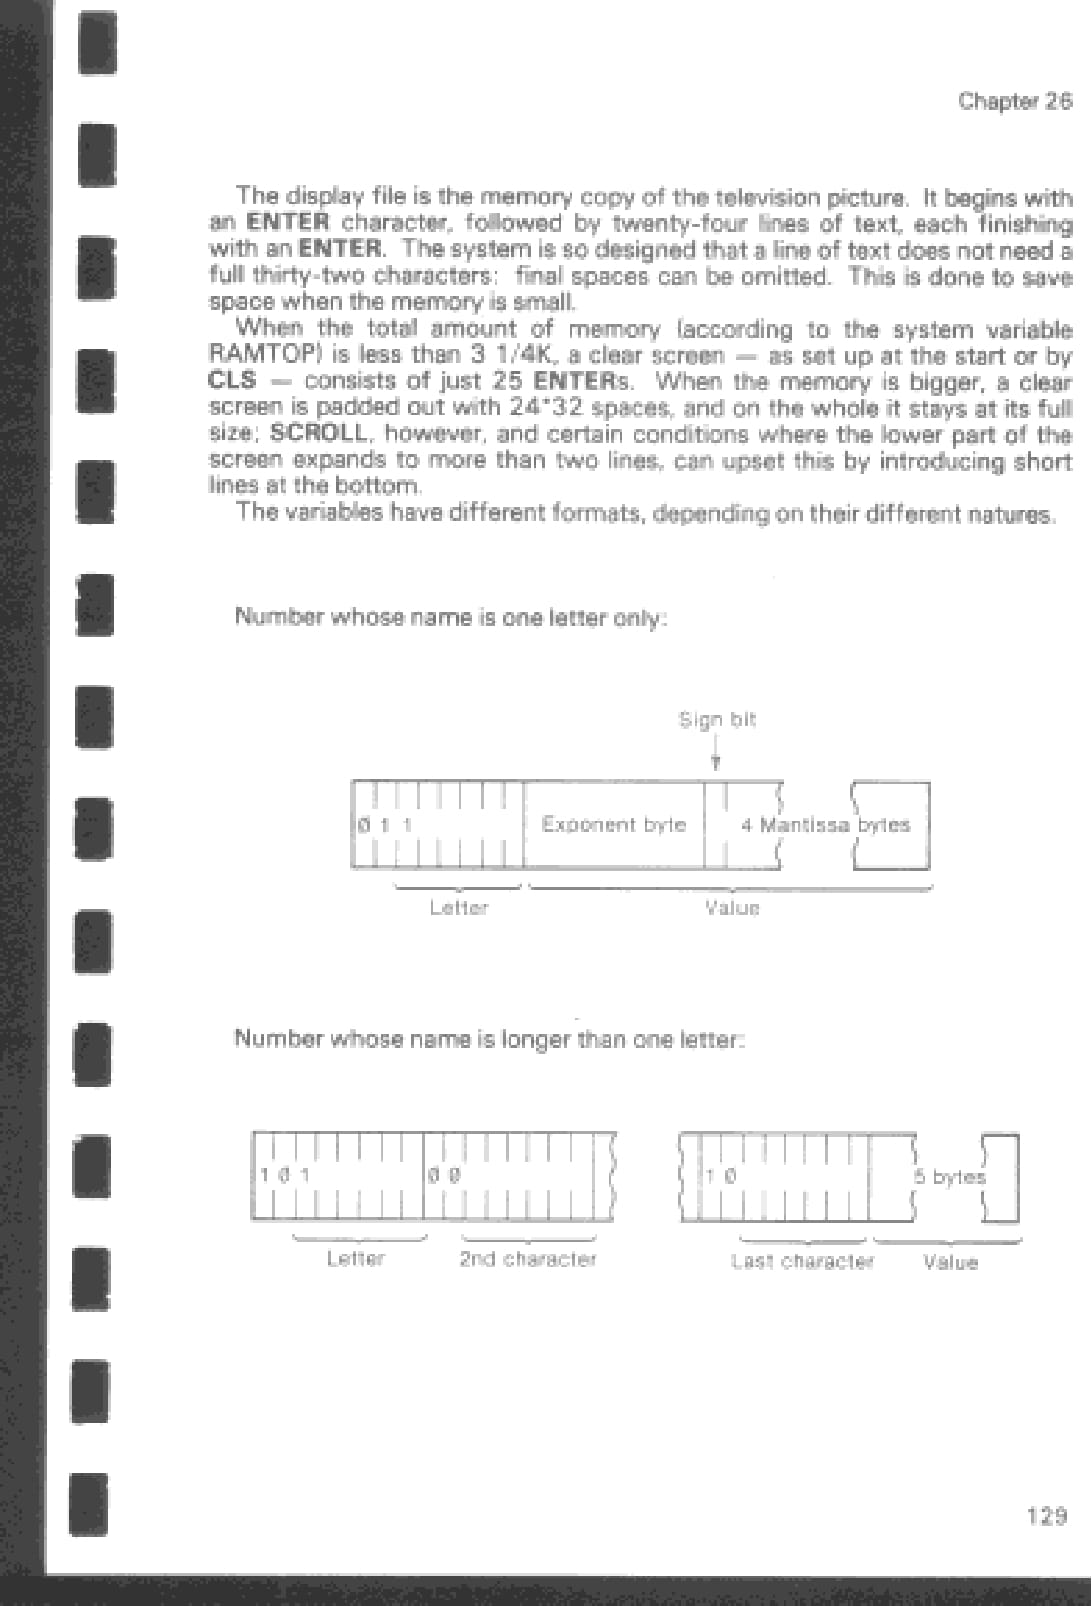 Chapter 26
The display file is the memory copy of the television picture. It begins with
an ENTER character, followed by twenty-four lines of text, each finishing
with an ENTER. The system is so designed that a line of text does not need a
full thirty-two characters: final spaces can be omitted. This is done to save
space when the memory is small.
When the total amount of memory (according to the system variable
RAMTOP) is less than 3 1/4K, a clear screen — as set up at the start or by
CLS — consists of just 25 ENTERs. When the memory is bigger, a clear
screen is padded out with 24*32 spaces, and on the whole it stays at its full
size; SCROLL, however, and certain conditions where the lower part of the
screen expands to more than two lines, can upset this by introducing short
lines at the bottom.
The variables have different formats, depending on their different natures.
Number whose name is one letter only:
Sign bit
0 1 1 Exponent byte 4 Mantissa bytes
Letter Value
Number whose name is longer than one letter:
1 0 1 0 0 1 0 5 bytes
Letter 2nd character Last character Value
129